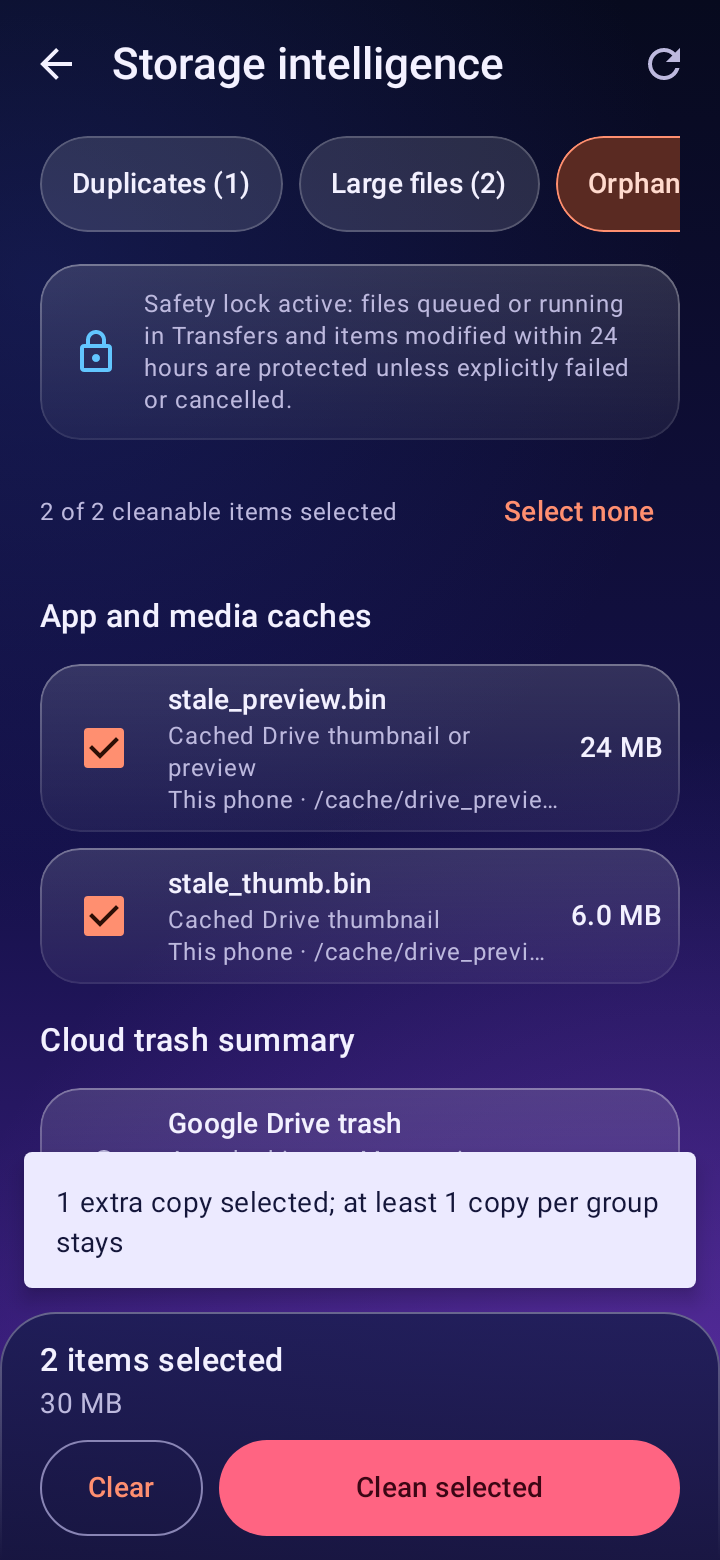 Storage intelligence
Duplicates (1)
Large files (2)
Orphan
Safety lock active: files queued or running
in Transfers and items modified within 24
hours are protected unless explicitly failed
or cancelled.
2 of 2 cleanable items selected
Select none
App and media caches
stale_preview.bin
Cached Drive thumbnail or
preview
This phone · /cache/drive_previe…
24 MB
stale_thumb.bin
Cached Drive thumbnail
This phone · /cache/drive_previ…
6.0 MB
Cloud trash summary
Google Drive trash
1 extra copy selected; at least 1 copy per group
stays
2 items selected
30 MB
Clear
Clean selected